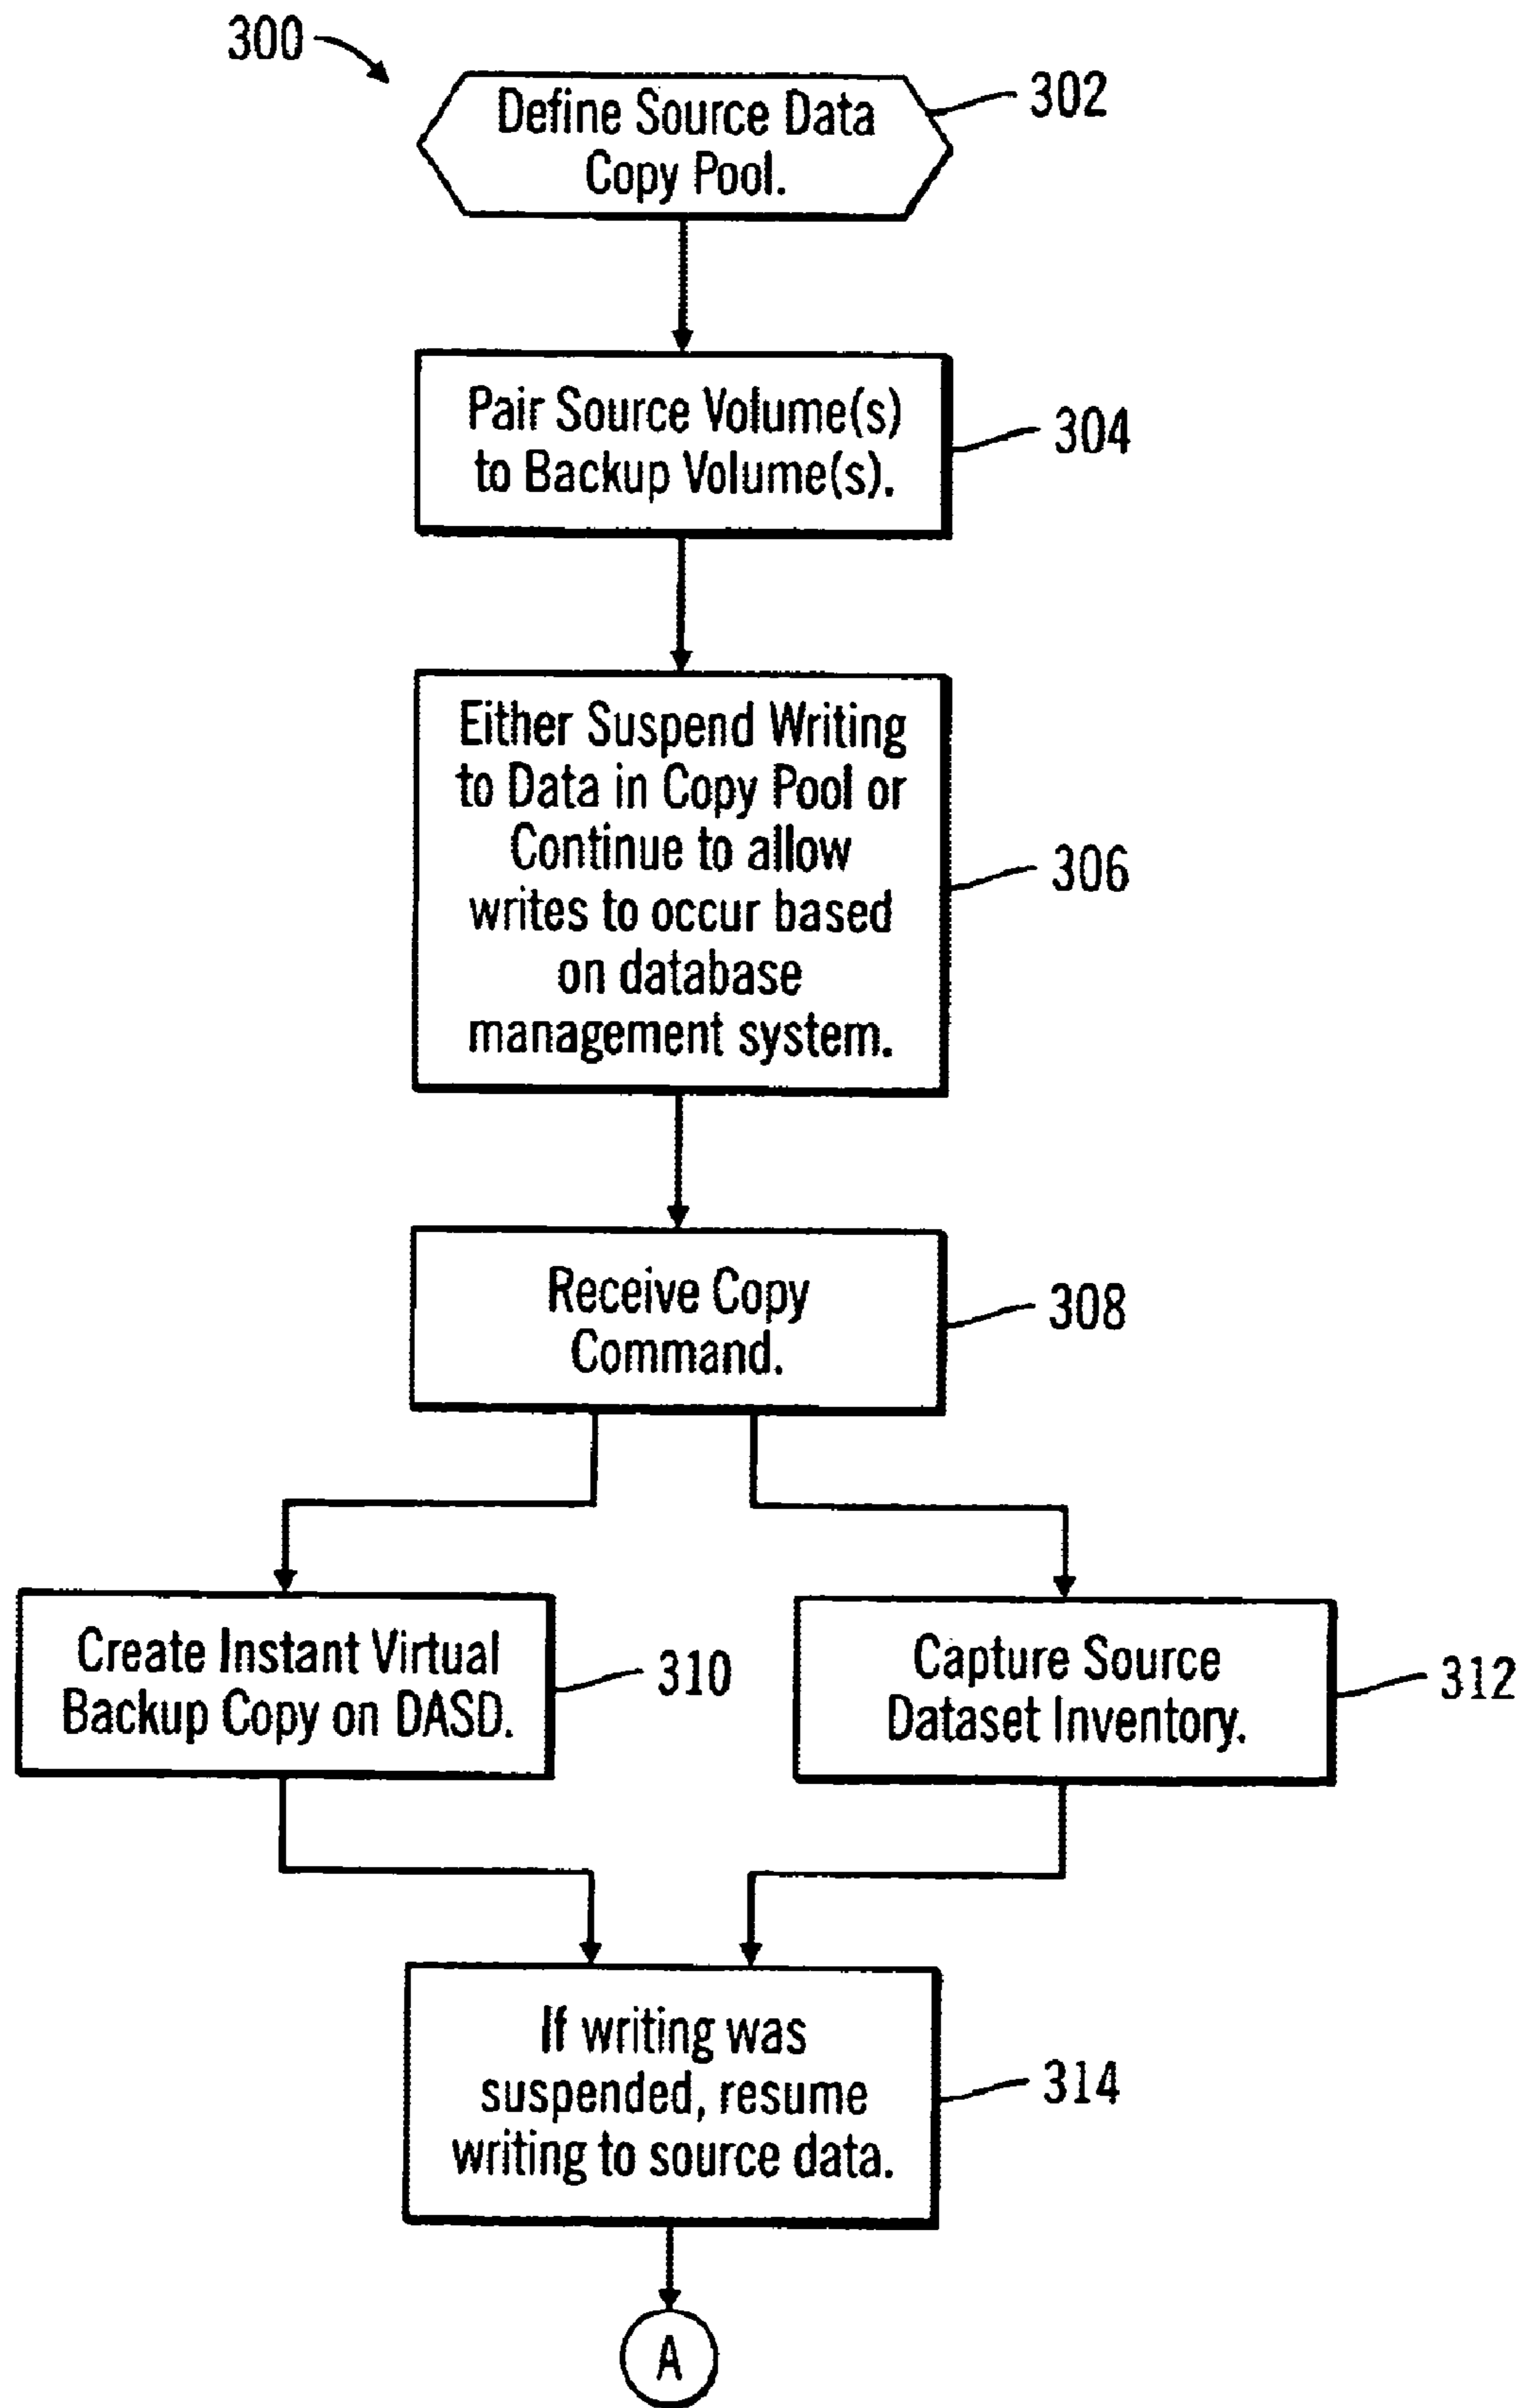 300
Define Source Data
Copy Pool.
302
Pair Source Volume(s)
to Backup Volume(s).
304
Either Suspend Writing
to Data in Copy Pool or
Continue to allow
writes to occur based
on database
management system.
306
Receive Copy
Command.
308
Create Instant Virtual
Backup Copy on DASD.
310
Capture Source
Dataset Inventory.
312
If writing was
suspended, resume
writing to source data.
314
A